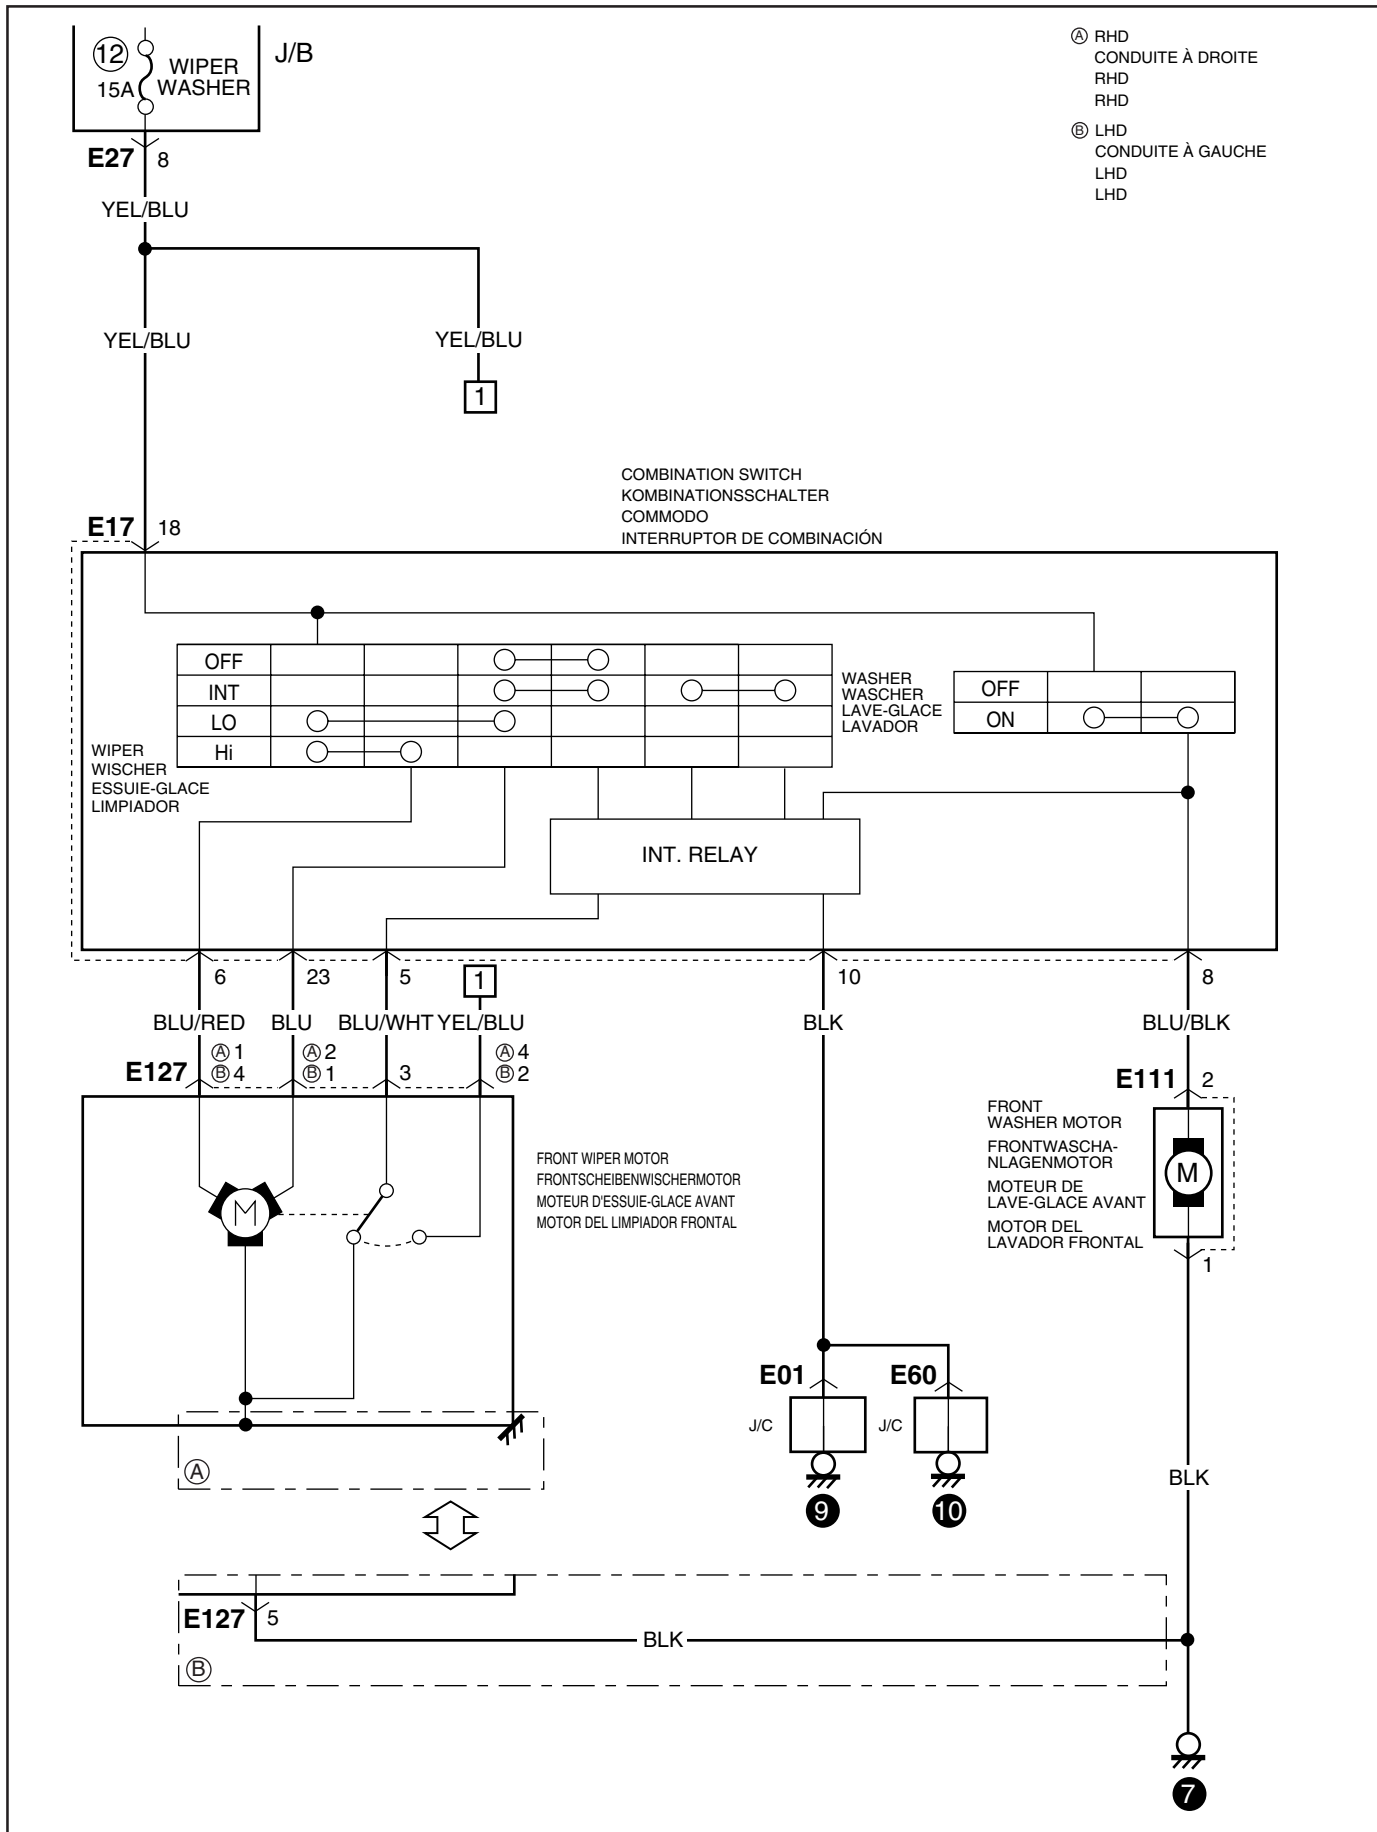 12
15A
WIPER
WASHER
J/B
Ⓐ RHD
CONDUITE À DROITE
RHD
RHD
Ⓑ LHD
CONDUITE À GAUCHE
LHD
LHD
E27 8
YEL/BLU
YEL/BLU
YEL/BLU
1
COMBINATION SWITCH
KOMBINATIONSSCHALTER
COMMODO
INTERRUPTOR DE COMBINACIÓN
E17 18
OFF
INT
LO
Hi
WIPER
WISCHER
ESSUIE-GLACE
LIMPIADOR
WASHER
WASCHER
LAVE-GLACE
LAVADOR
OFF
ON
INT. RELAY
6 23 5 1 10 8
BLU/RED BLU BLU/WHT YEL/BLU BLK BLU/BLK
Ⓐ 1 Ⓐ 2 Ⓐ 4
E127 Ⓑ 4 Ⓑ 1 3 Ⓑ 2
E111 2
M
FRONT WIPER MOTOR
FRONTSCHEIBENWISCHERMOTOR
MOTEUR D'ESSUIE-GLACE AVANT
MOTOR DEL LIMPIADOR FRONTAL
FRONT
WASHER MOTOR
FRONTWASCHA-
NLAGENMOTOR
MOTEUR DE
LAVE-GLACE AVANT
MOTOR DEL
LAVADOR FRONTAL
M
1
E01 E60
J/C J/C
9 10
Ⓐ
BLK
E127 5
BLK
Ⓑ
7